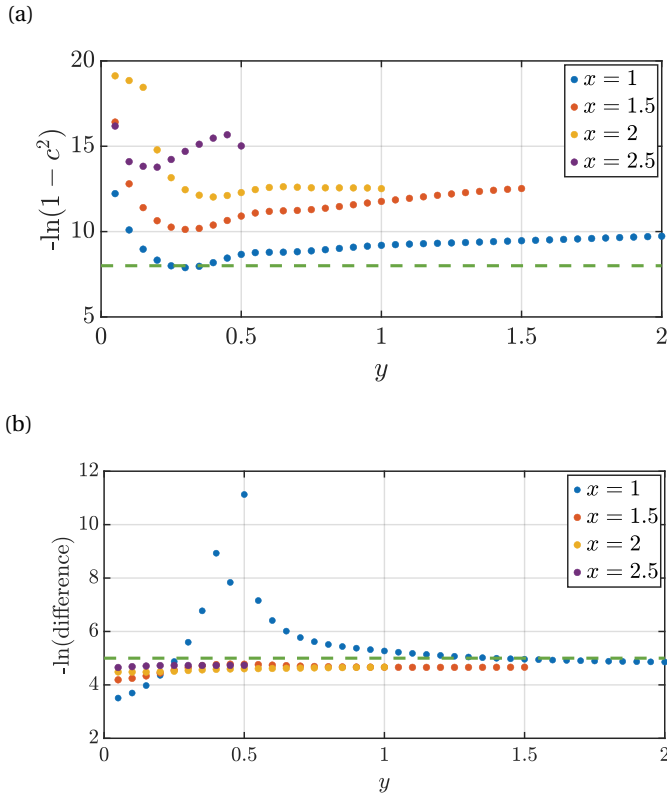 (a)
20
15
10
5
-ln(1 − c²)
0
0.5
1
1.5
2
y
x = 1
x = 1.5
x = 2
x = 2.5
(b)
12
10
8
6
4
2
-ln(difference)
0
0.5
1
1.5
2
y
x = 1
x = 1.5
x = 2
x = 2.5